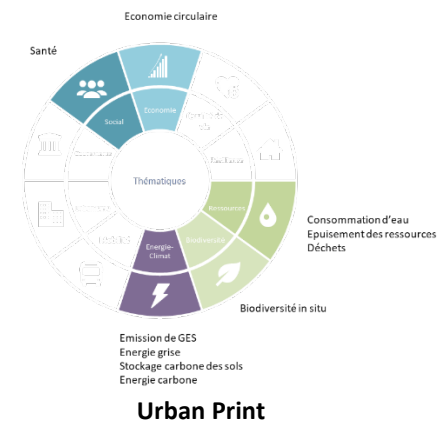 Economie circulaire
Santé
Economie
Social
Thématiques
Ressources
Consommation d'eau
Epuisement des ressources
Déchets
Energie-
Climat
Biodiversité
Biodiversité in situ
Emission de GES
Energie grise
Stockage carbone des sols
Energie carbone
Urban Print